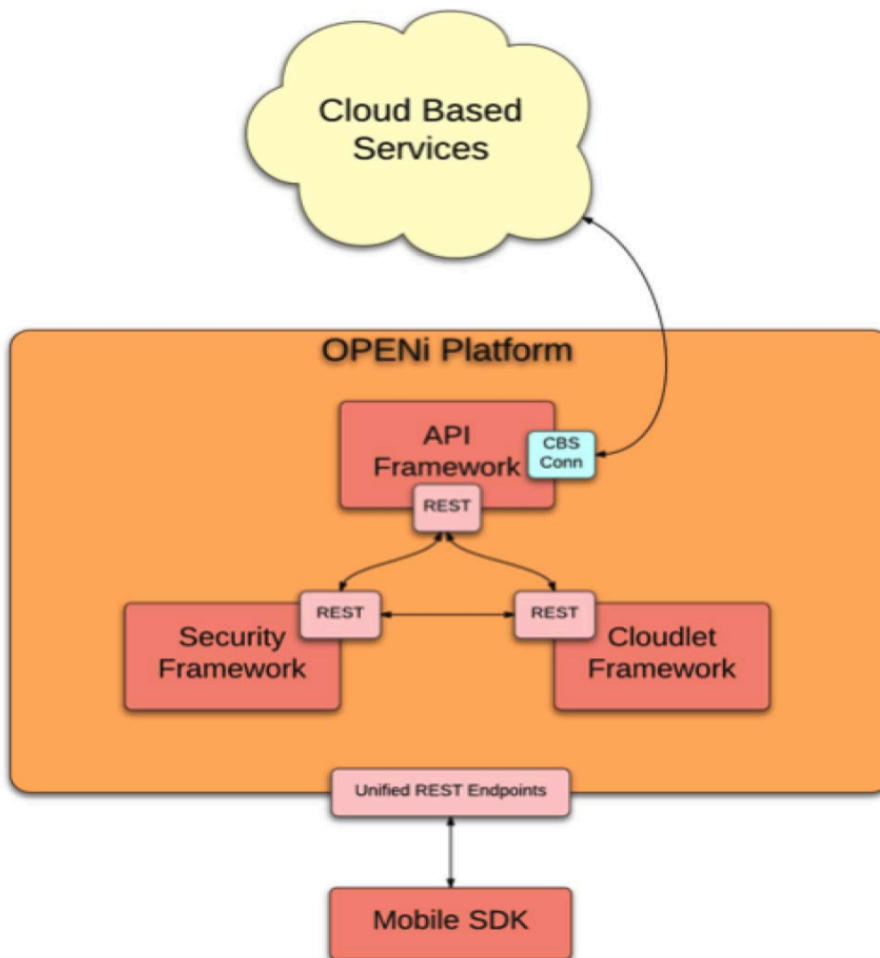 Cloud Based
Services
OPENi Platform
API
Framework
CBS
Conn
REST
REST
REST
Security
Framework
Cloudlet
Framework
Unified REST Endpoints
Mobile SDK